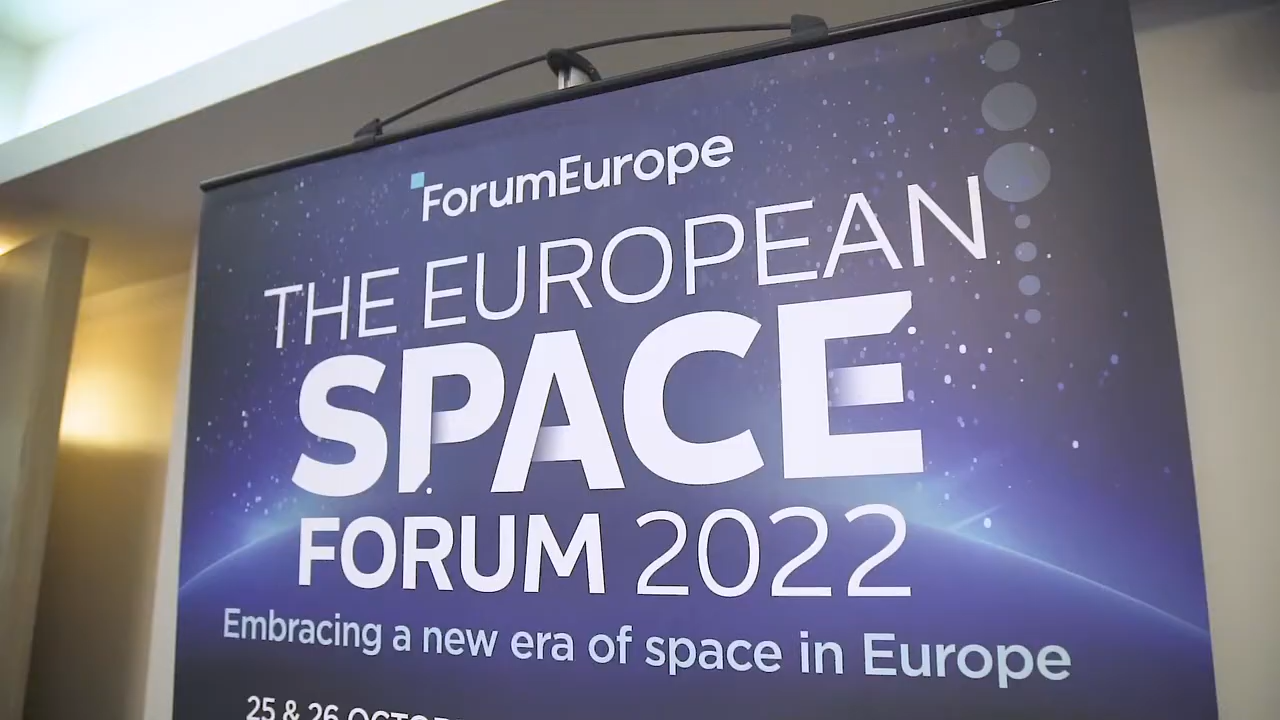 ForumEurope
THE EUROPEAN
SPACE
FORUM 2022
Embracing a new era of space in Europe
25 & 26